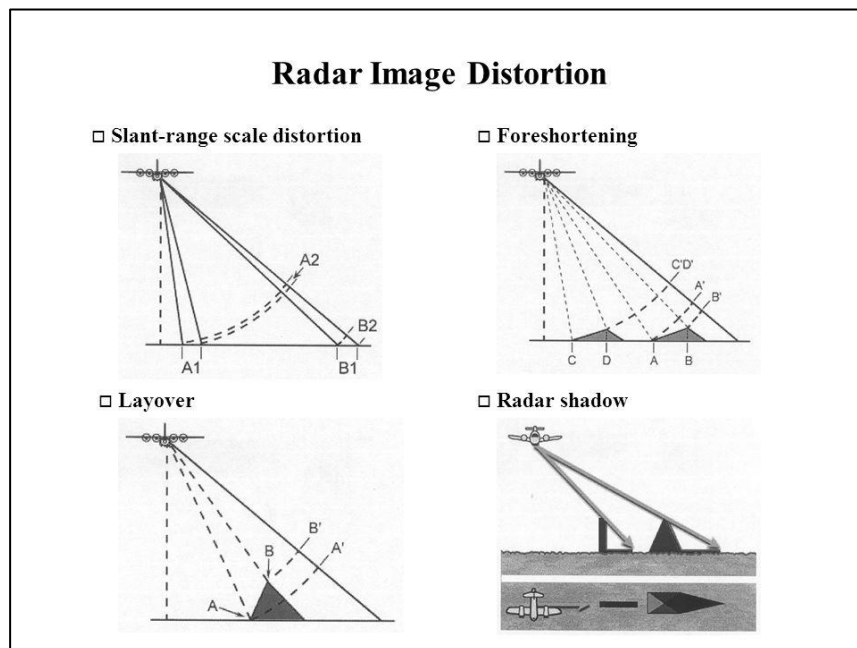 Radar Image Distortion
□ Slant-range scale distortion
A2
B2
A1
B1
□ Foreshortening
C'D'
A'
B'
C
D
A
B
□ Layover
B'
A'
B
A
□ Radar shadow